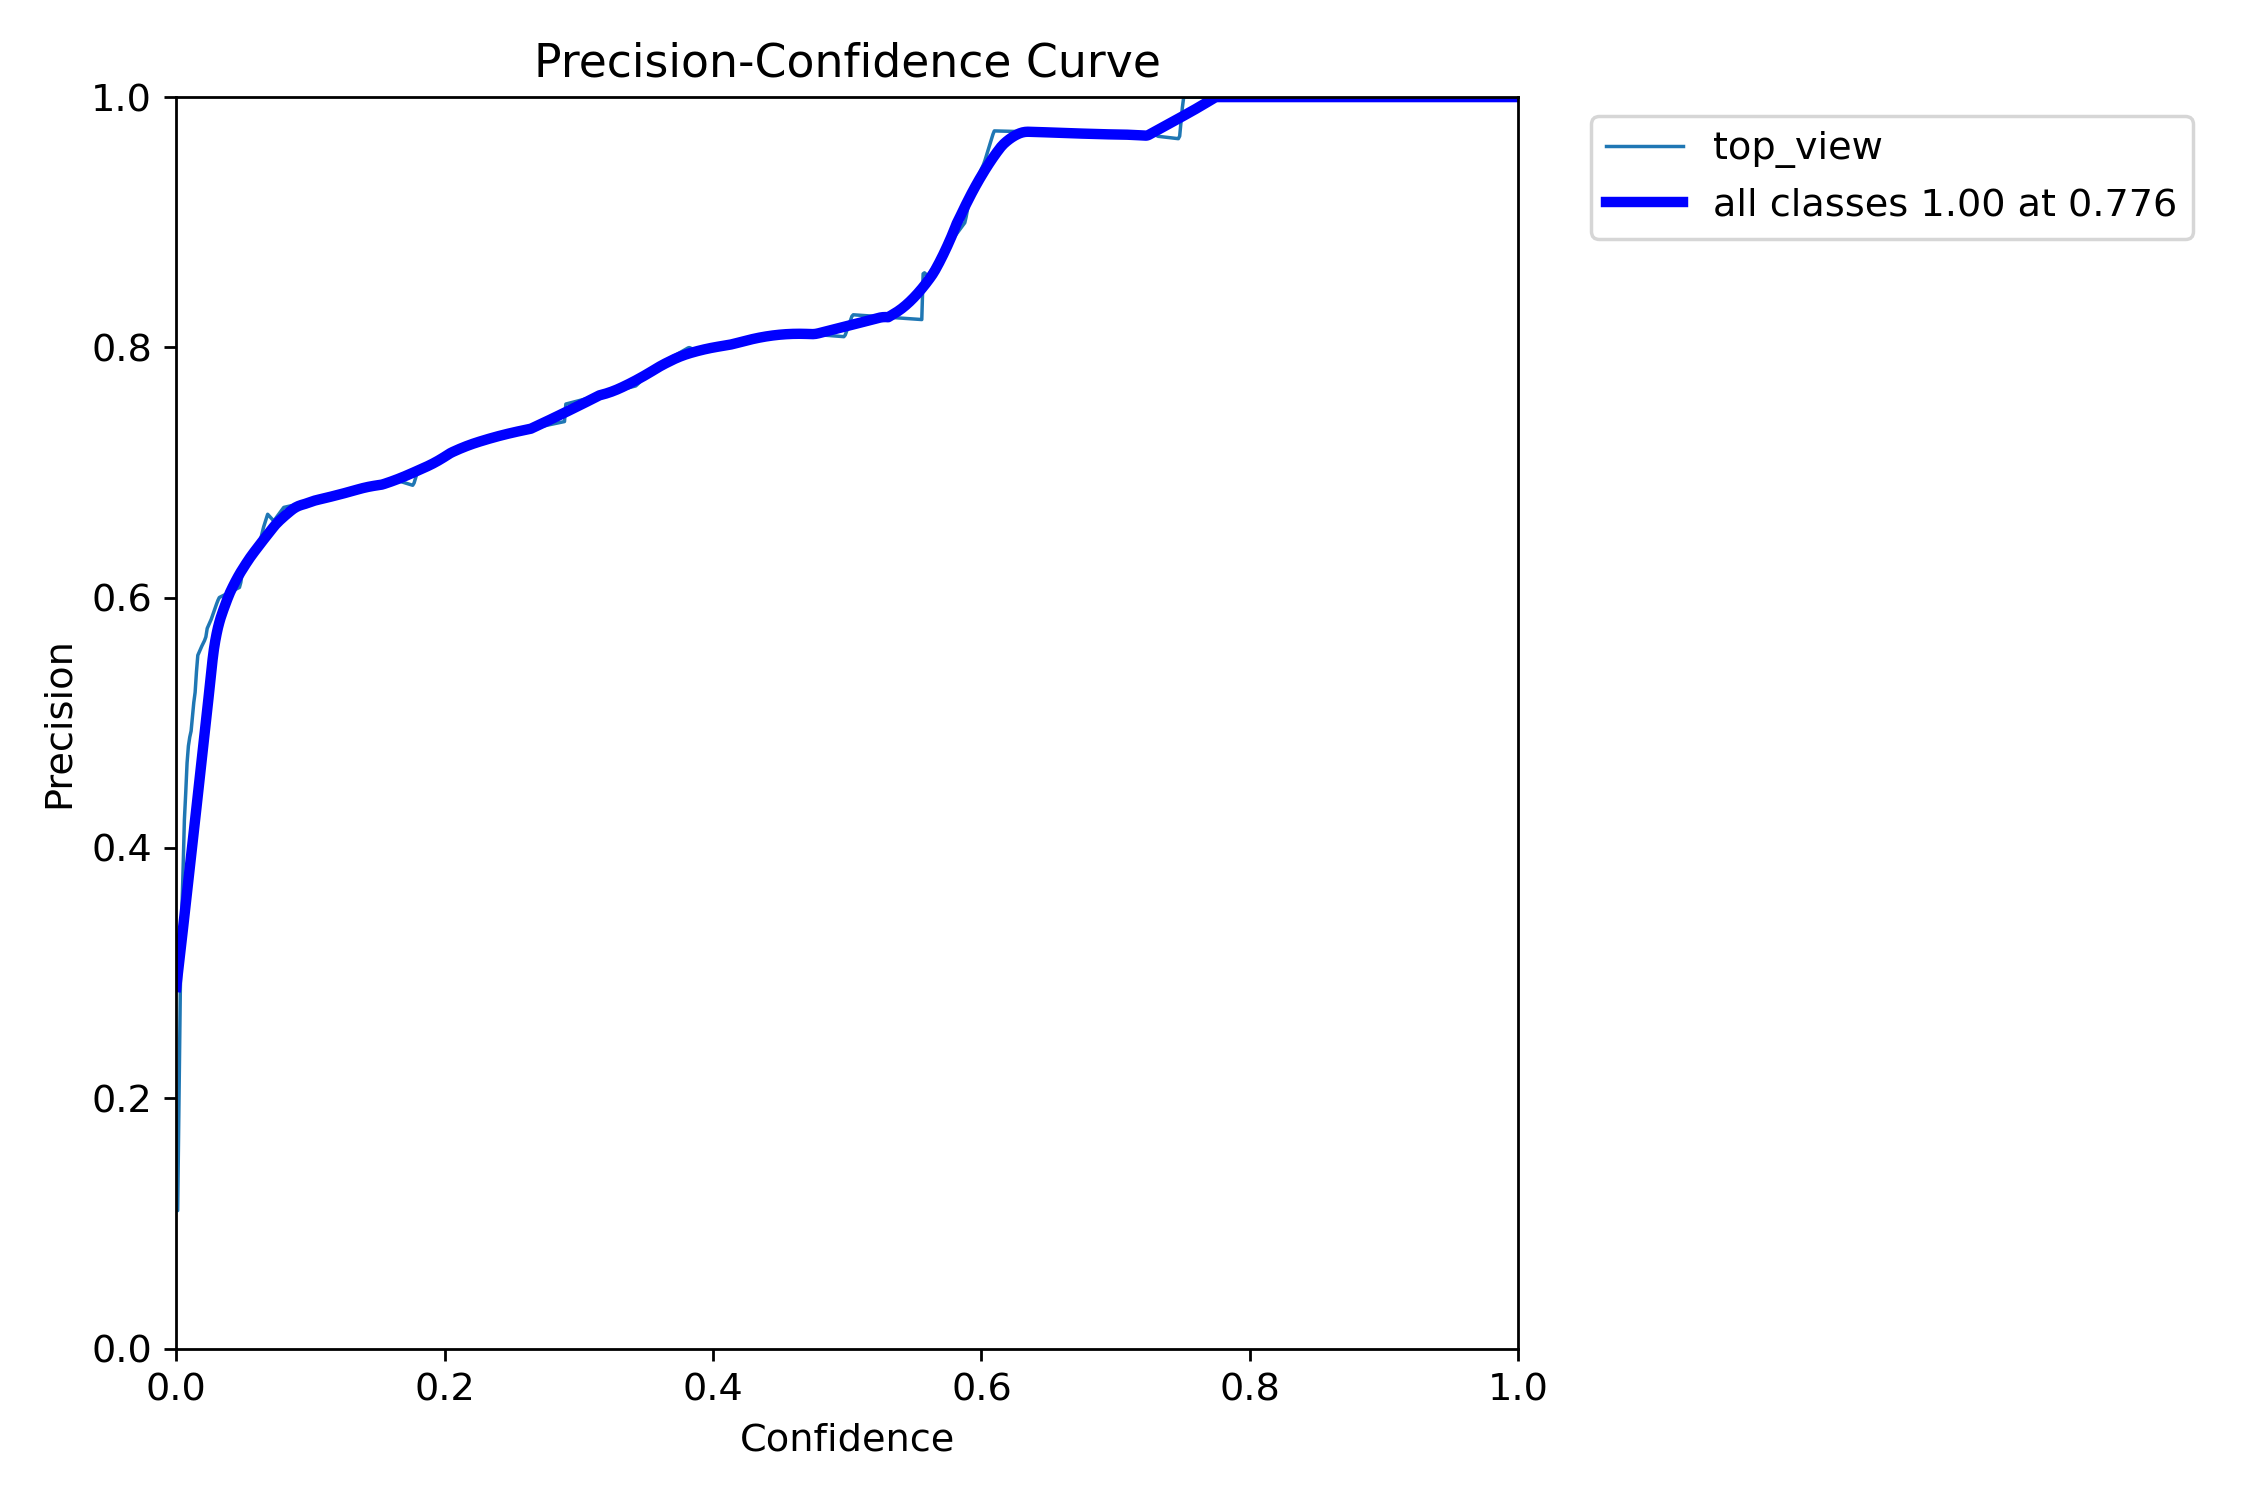 Precision-Confidence Curve
1.0
0.8
0.6
0.4
0.2
0.0
Precision
0.0 0.2 0.4 0.6 0.8 1.0
Confidence
top_view
all classes 1.00 at 0.776